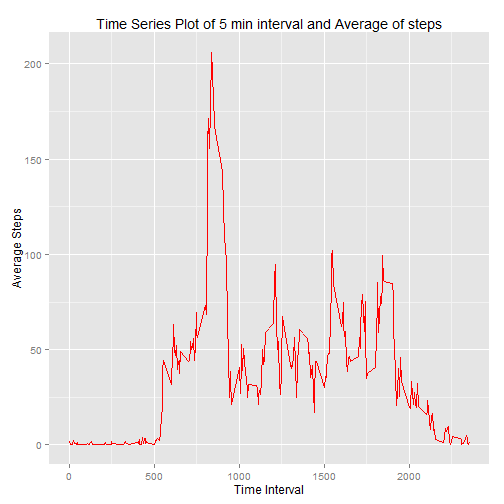 Time Series Plot of 5 min interval and Average of steps
200
150
100
50
0
Average Steps
0 500 1000 1500 2000
Time Interval